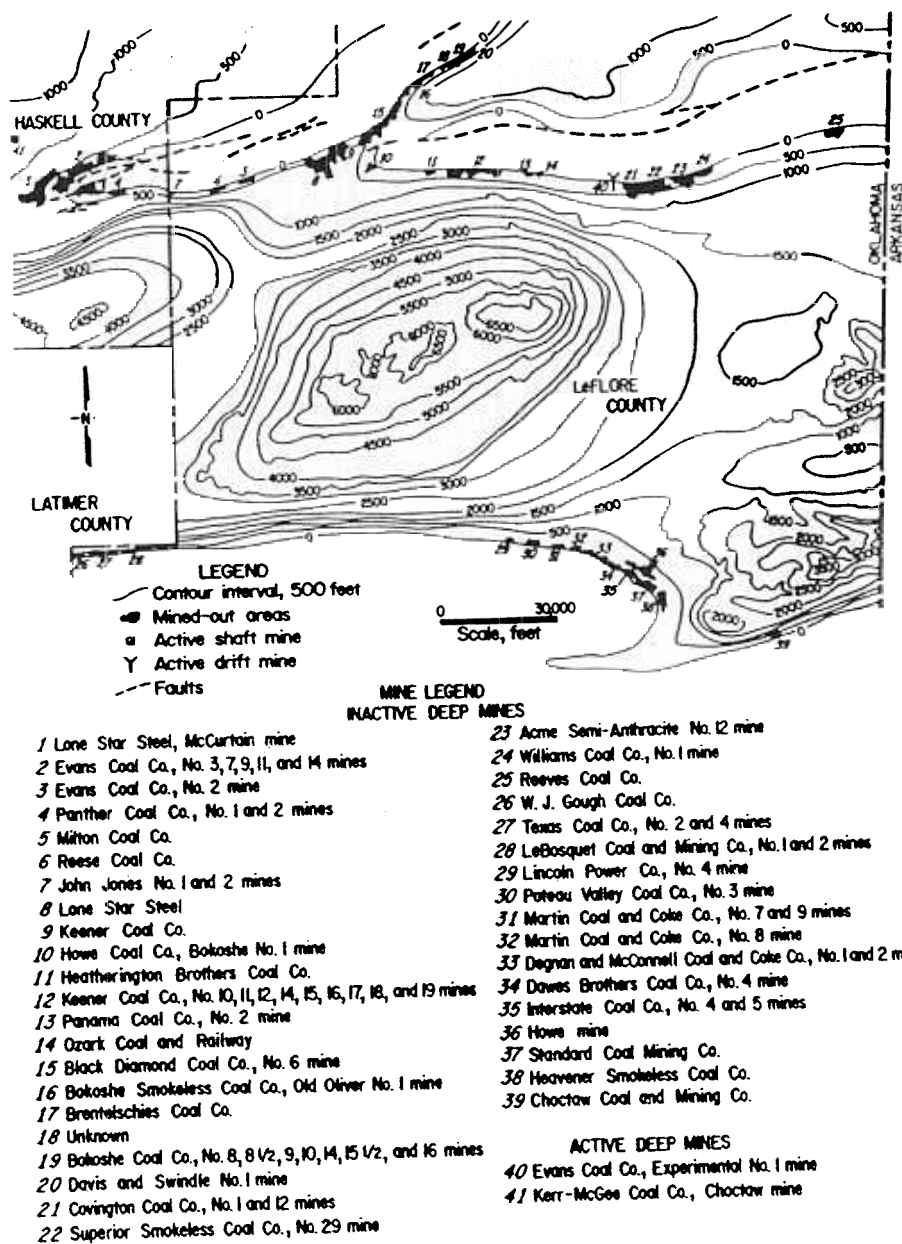 HASKELL COUNTY
LeFLORE
COUNTY
OKLAHOMA
ARKANSAS
N
LATIMER
COUNTY
LEGEND
Contour interval, 500 feet
Mined-out areas
Active shaft mine
Active drift mine
Faults
0 30,000
Scale, feet
MINE LEGEND
INACTIVE DEEP MINES
1 Lone Star Steel, McCurtain mine
2 Evans Coal Co., No. 3, 7, 9, 11, and 14 mines
3 Evans Coal Co., No. 2 mine
4 Panther Coal Co., No. 1 and 2 mines
5 Milton Coal Co.
6 Reese Coal Co.
7 John Jones No. 1 and 2 mines
8 Lone Star Steel
9 Keener Coal Co.
10 Howe Coal Co., Bokoshe No. 1 mine
11 Heatherington Brothers Coal Co.
12 Keener Coal Co., No. 10, 11, 12, 14, 15, 16, 17, 18, and 19 mines
13 Panama Coal Co., No. 2 mine
14 Ozark Coal and Railway
15 Black Diamond Coal Co., No. 6 mine
16 Bokoshe Smokeless Coal Co., Old Oliver No. 1 mine
17 Brentelschies Coal Co.
18 Unknown
19 Bokoshe Coal Co., No. 8, 8 1/2, 9, 10, 14, 15 1/2, and 16 mines
20 Davis and Swindle No. 1 mine
21 Covington Coal Co., No. 1 and 12 mines
22 Superior Smokeless Coal Co., No. 29 mine
23 Acme Semi-Anthracite No. 12 mine
24 Williams Coal Co., No. 1 mine
25 Reeves Coal Co.
26 W. J. Gough Coal Co.
27 Texas Coal Co., No. 2 and 4 mines
28 LeBosquet Coal and Mining Co., No. 1 and 2 mines
29 Lincoln Power Co., No. 4 mine
30 Poteau Valley Coal Co., No. 3 mine
31 Martin Coal and Coke Co., No. 7 and 9 mines
32 Martin Coal and Coke Co., No. 8 mine
33 Degnan and McConnell Coal and Coke Co., No. 1 and 2 m
34 Dawes Brothers Coal Co., No. 4 mine
35 Interstate Coal Co., No. 4 and 5 mines
36 Howe mine
37 Standard Coal Mining Co.
38 Heavener Smokeless Coal Co.
39 Choctaw Coal and Mining Co.
ACTIVE DEEP MINES
40 Evans Coal Co., Experimental No. 1 mine
41 Kerr-McGee Coal Co., Choctaw mine